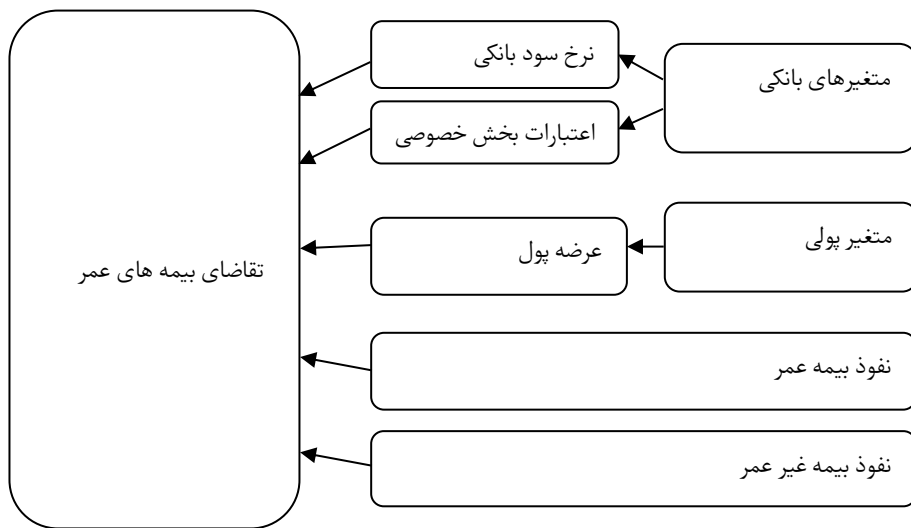 متغیرهای بانکی
نرخ سود بانکی
اعتبارات بخش خصوصی
متغیر پولی
عرضه پول
نفوذ بیمه عمر
نفوذ بیمه غیر عمر
تقاضای بیمه های عمر